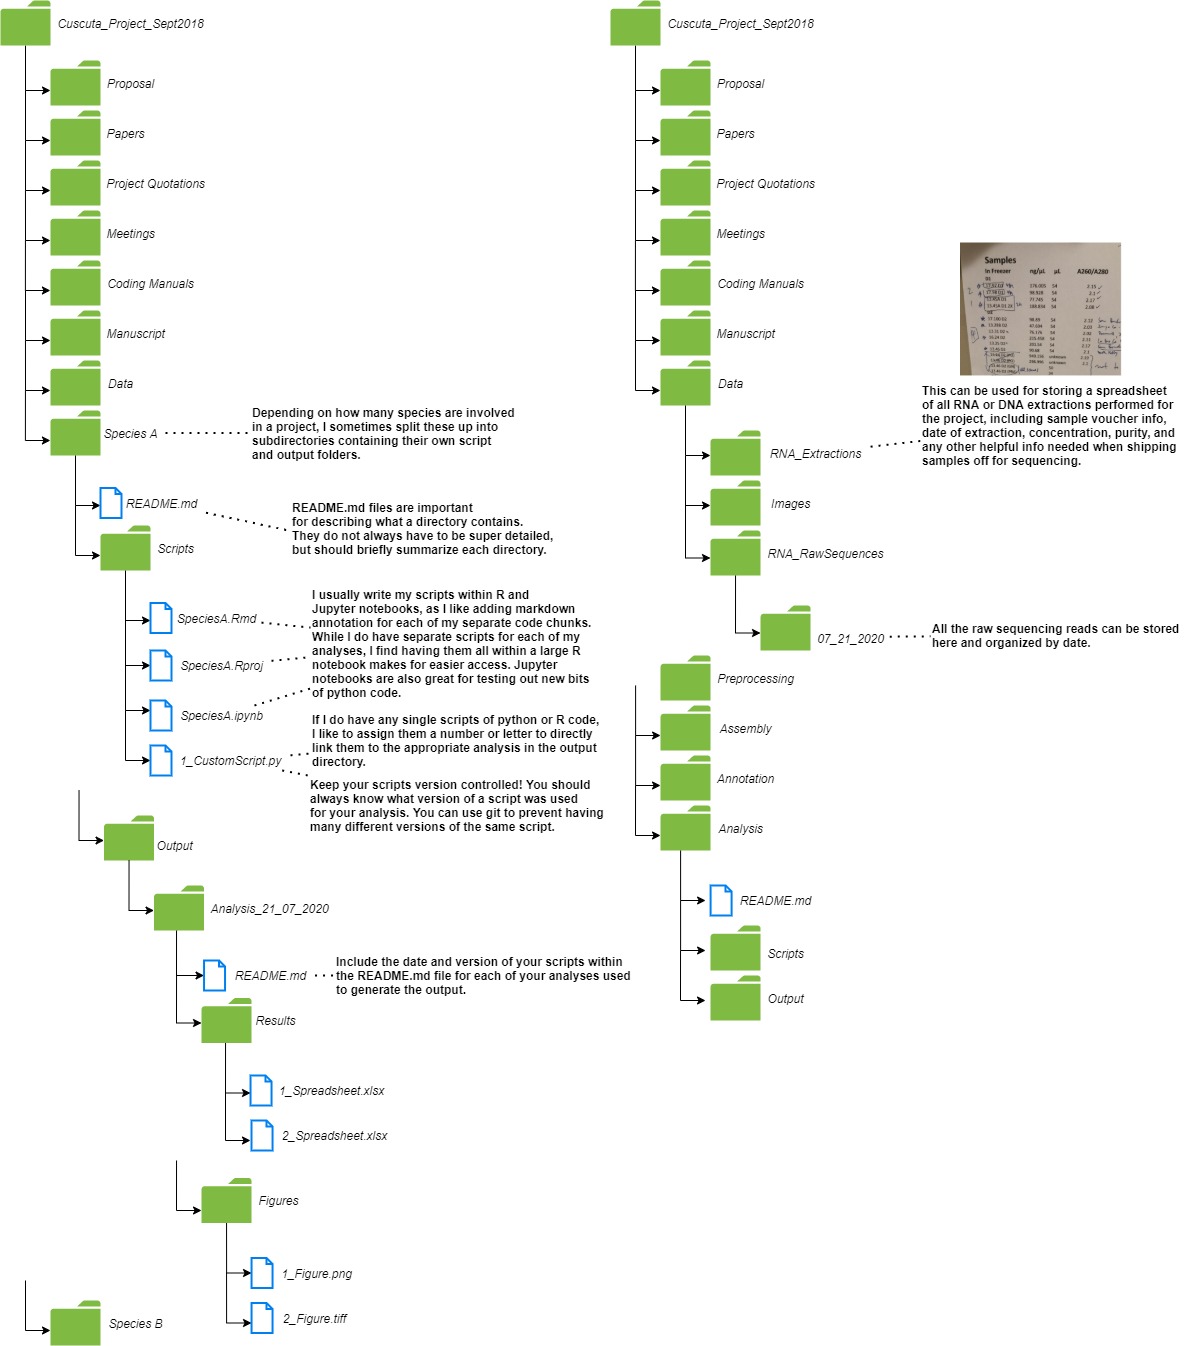 Cuscuta_Project_Sept2018
Proposal
Papers
Project Quotations
Meetings
Coding Manuals
Manuscript
Data
Species A
Depending on how many species are involved
in a project, I sometimes split these up into
subdirectories containing their own script
and output folders.
README.md
README.md files are important
for describing what a directory contains.
They do not always have to be super detailed,
but should briefly summarize each directory.
Scripts
SpeciesA.Rmd
SpeciesA.Rproj
SpeciesA.ipynb
I usually write my scripts within R and
Jupyter notebooks, as I like adding markdown
annotation for each of my separate code chunks.
While I do have separate scripts for each of my
analyses, I find having them all within a large R
notebook makes for easier access. Jupyter
notebooks are also great for testing out new bits
of python code.
1_CustomScript.py
If I do have any single scripts of python or R code,
I like to assign them a number or letter to directly
link them to the appropriate analysis in the output
directory.
Keep your scripts version controlled! You should
always know what version of a script was used
for your analysis. You can use git to prevent having
many different versions of the same script.
Output
Analysis_21_07_2020
README.md
Include the date and version of your scripts within
the README.md file for each of your analyses used
to generate the output.
Results
1_Spreadsheet.xlsx
2_Spreadsheet.xlsx
Figures
1_Figure.png
2_Figure.tiff
Species B
Cuscuta_Project_Sept2018
Proposal
Papers
Project Quotations
Meetings
Coding Manuals
Manuscript
Data
Samples
In Freezer ng/µL µL A260/A280
This can be used for storing a spreadsheet
of all RNA or DNA extractions performed for
the project, including sample voucher info,
date of extraction, concentration, purity, and
any other helpful info needed when shipping
samples off for sequencing.
RNA_Extractions
Images
RNA_RawSequences
07_21_2020
All the raw sequencing reads can be stored
here and organized by date.
Preprocessing
Assembly
Annotation
Analysis
README.md
Scripts
Output